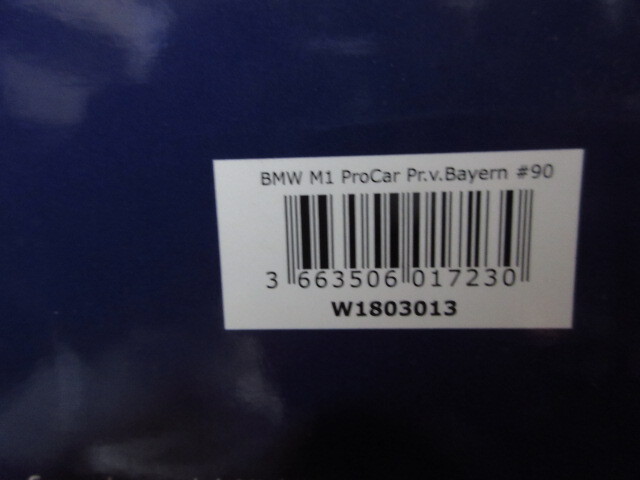 BMW M1 ProCar Pr.v.Bayern #90
3 663506 017230
W1803013